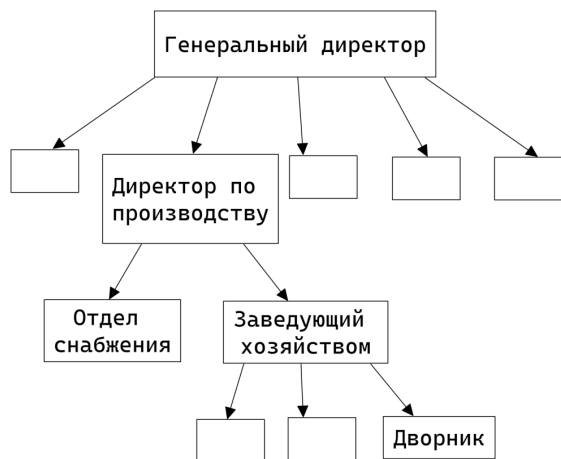 Генеральный директор
Директор по
производству
Отдел
снабжения
Заведующий
хозяйством
Дворник